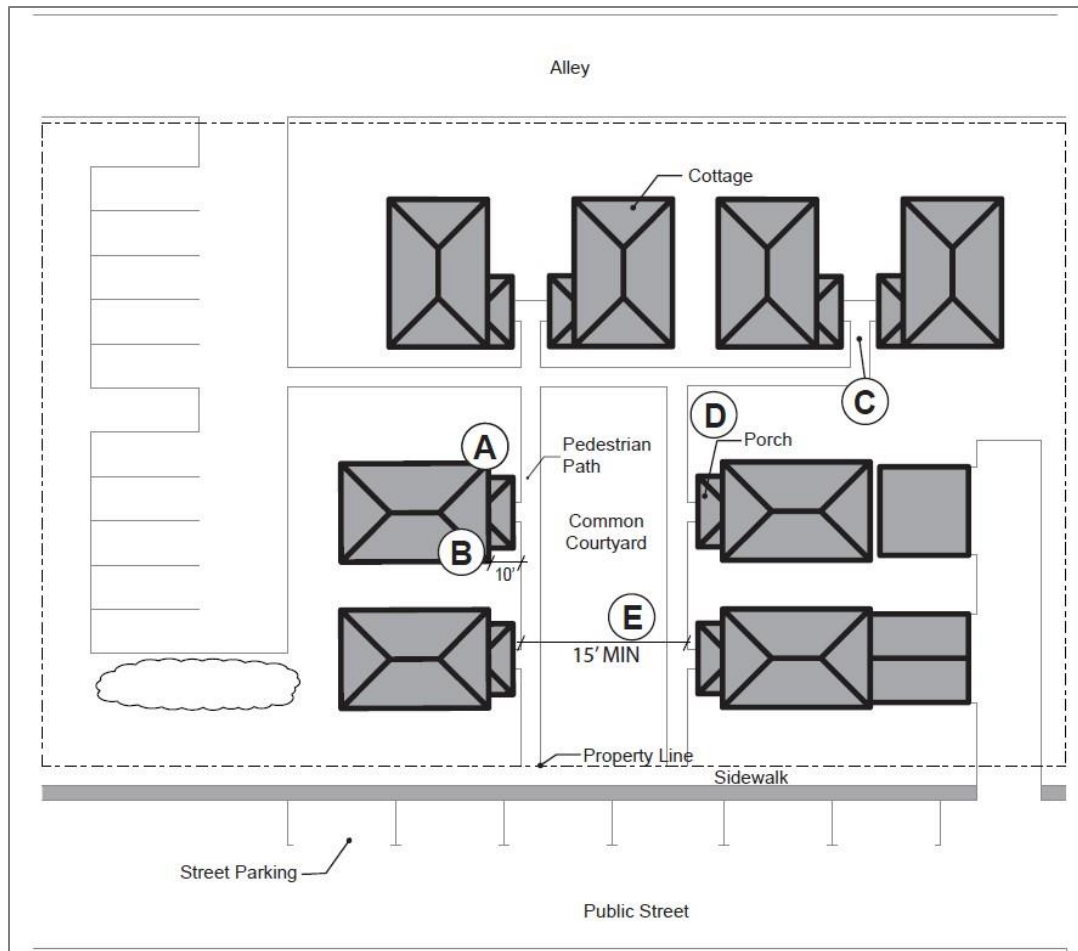 Alley
Cottage
C
D
A
Porch
Pedestrian
Path
Common
Courtyard
B
10'
E
15' MIN
Property Line
Sidewalk
Street Parking
Public Street